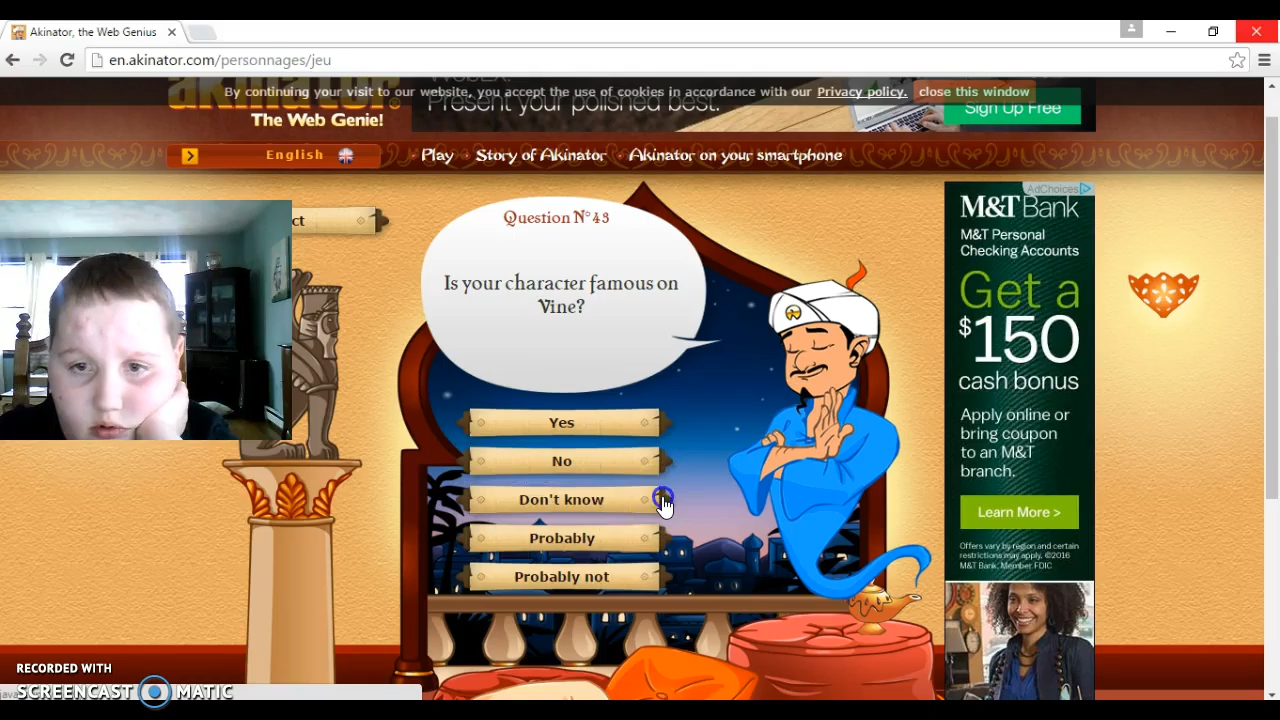 Akinator, the Web Genius
en.akinator.com/personnages/jeu
By continuing your visit to our website, you accept the use of cookies in accordance with our Privacy policy. close this window
akinator
Present your polished best.
Sign Up Free
The Web Genie!
English
Play
Story of Akinator
Akinator on your smartphone
AdChoices
ct
Question N°43
Is your character famous on
Vine?
Yes
No
Don't know
Probably
Probably not
M&T Bank
M&T Personal
Checking Accounts
Get a
$150
cash bonus
Apply online or
bring coupon
to an M&T
branch.
Learn More >
Offers vary by region and certain
restrictions may apply. ©2016
M&T Bank, Member FDIC
RECORDED WITH
SCREENCAST MATIC